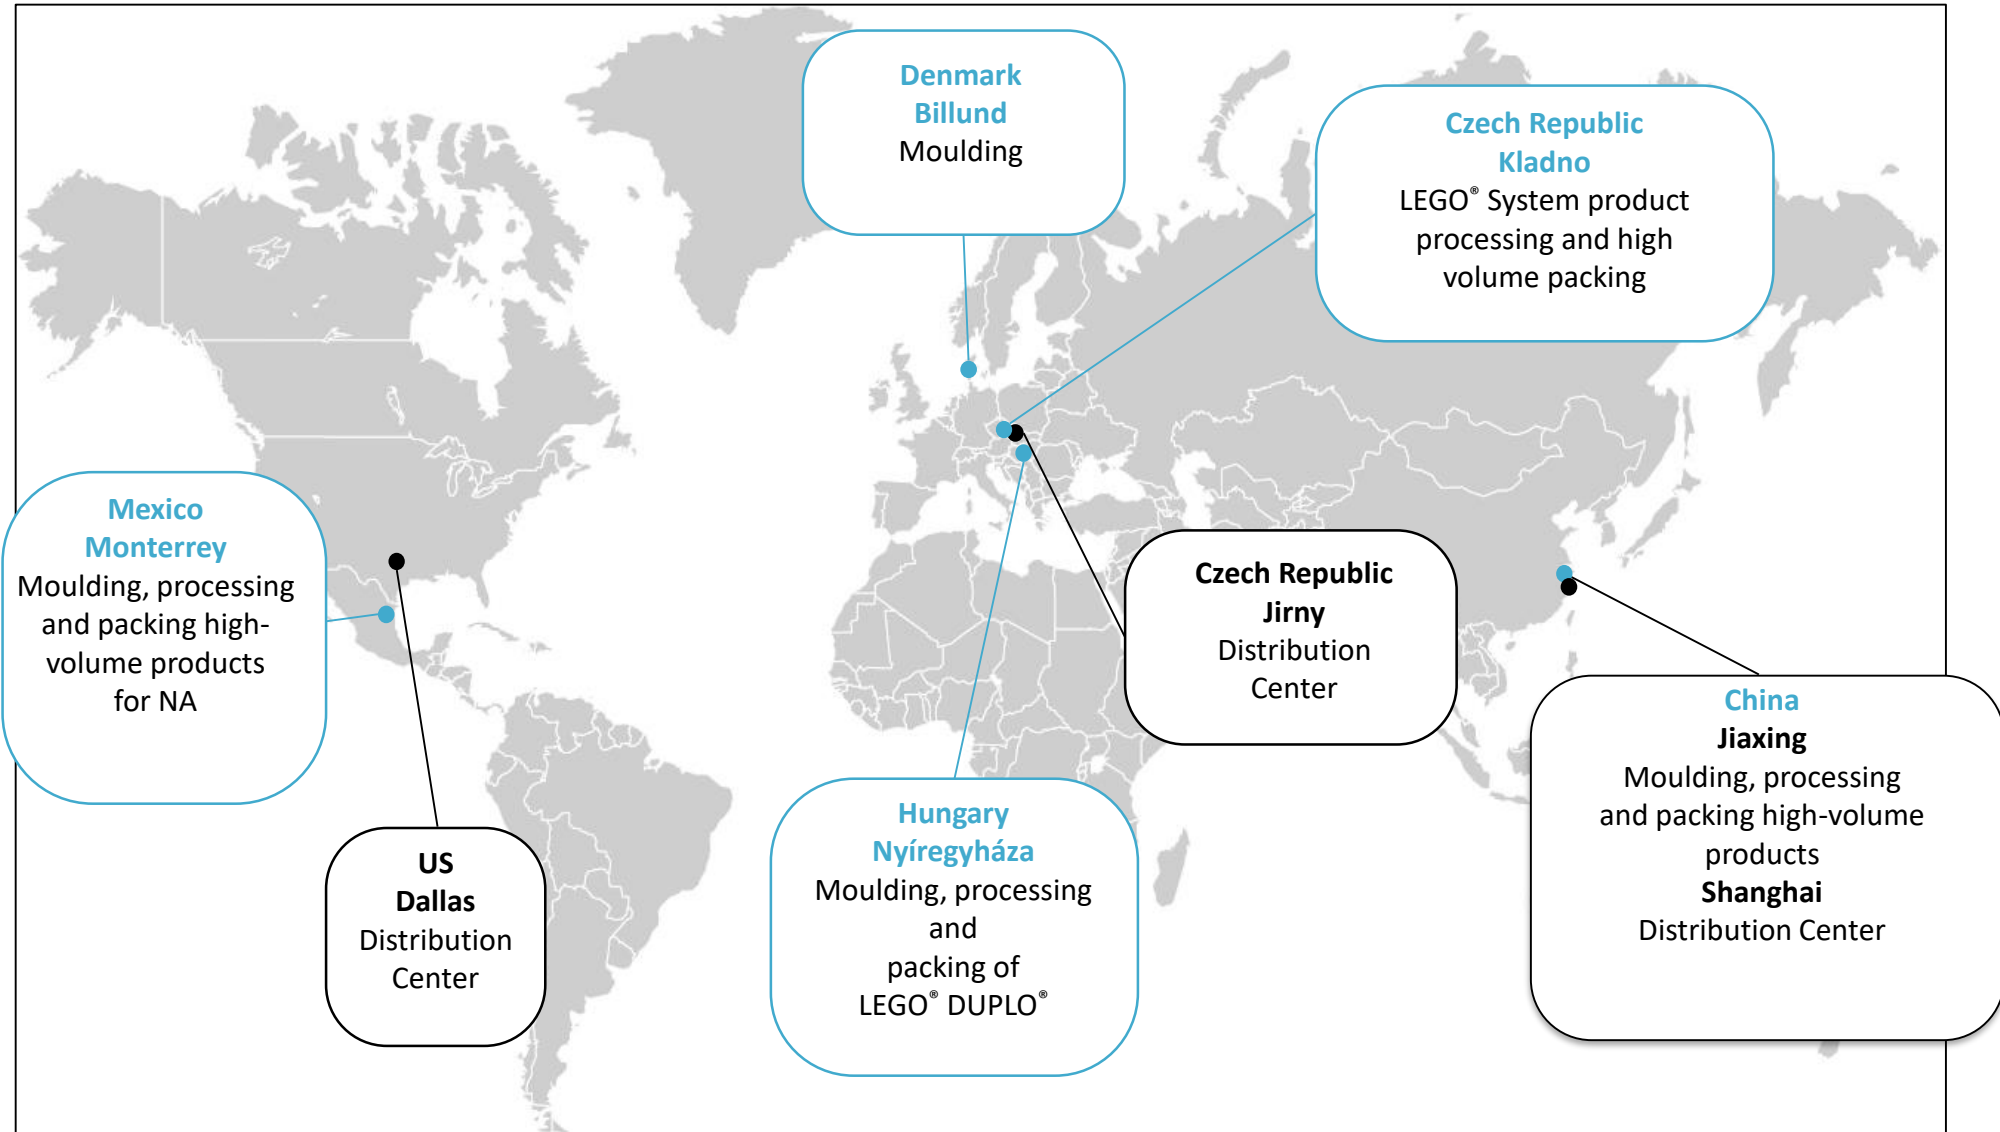 Denmark
Billund
Moulding
Czech Republic
Kladno
LEGO® System product
processing and high
volume packing
Mexico
Monterrey
Moulding, processing
and packing high-
volume products
for NA
Czech Republic
Jirny
Distribution
Center
China
Jiaxing
Moulding, processing
and packing high-volume
products
Shanghai
Distribution Center
Hungary
Nyíregyháza
Moulding, processing
and
packing of
LEGO® DUPLO®
US
Dallas
Distribution
Center